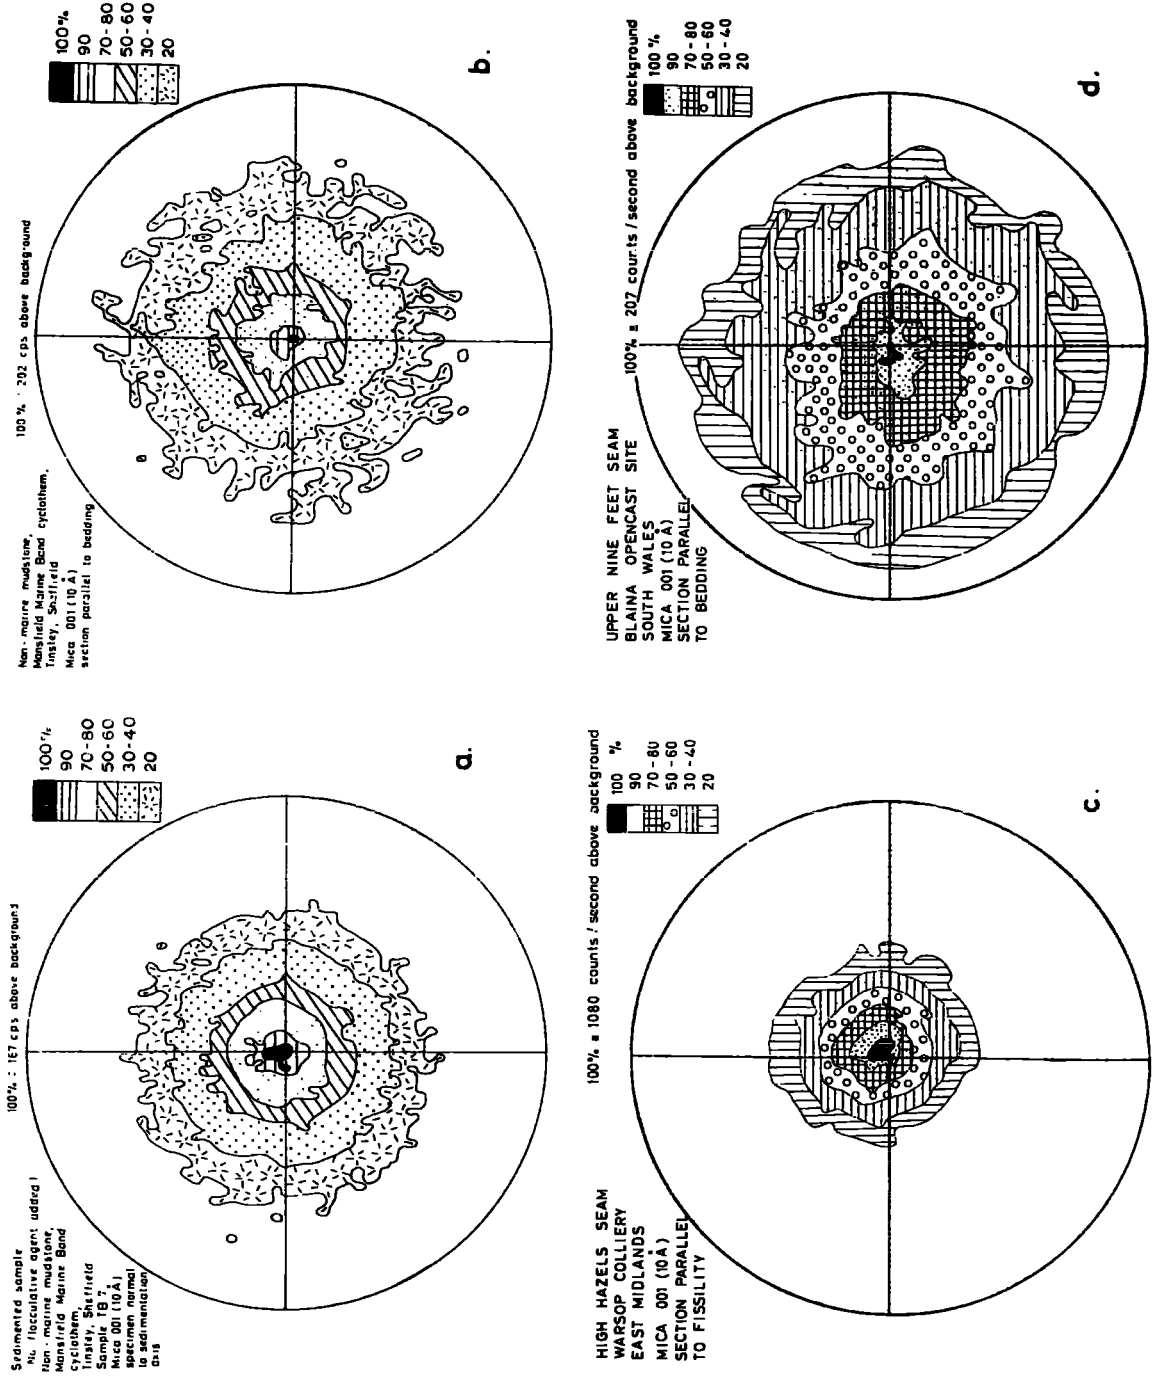 Sedimented sample
No flocculative agent added!
Non-marine mudstone,
Mansfield Marine Band
cyclothem,
Tinsley, Sheffield
Sample TB 7,
Mica 001 (10 Å)
specimen normal
to sedimentation
axis
100% : 167 cps above background
100%
90
70-80
50-60
30-40
20
a.
Non-marine mudstone,
Mansfield Marine Band cyclothem,
Tinsley, Sheffield
Mica 001 (10 Å)
section parallel to bedding
100% : 202 cps above background
100%
90
70-80
50-60
30-40
20
b.
HIGH HAZELS SEAM
WARSOP COLLIERY
EAST MIDLANDS
MICA 001 (10Å)
SECTION PARALLEL
TO FISSILITY
100% ≡ 1080 counts / second above background
100 %
90
70-80
50-60
30-40
20
c.
UPPER NINE FEET SEAM
BLAINA OPENCAST SITE
SOUTH WALES
MICA 001 (10 Å)
SECTION PARALLEL
TO BEDDING
100% ≡ 207 courts / second above background
100 %
90
70-80
50-60
30-40
20
d.